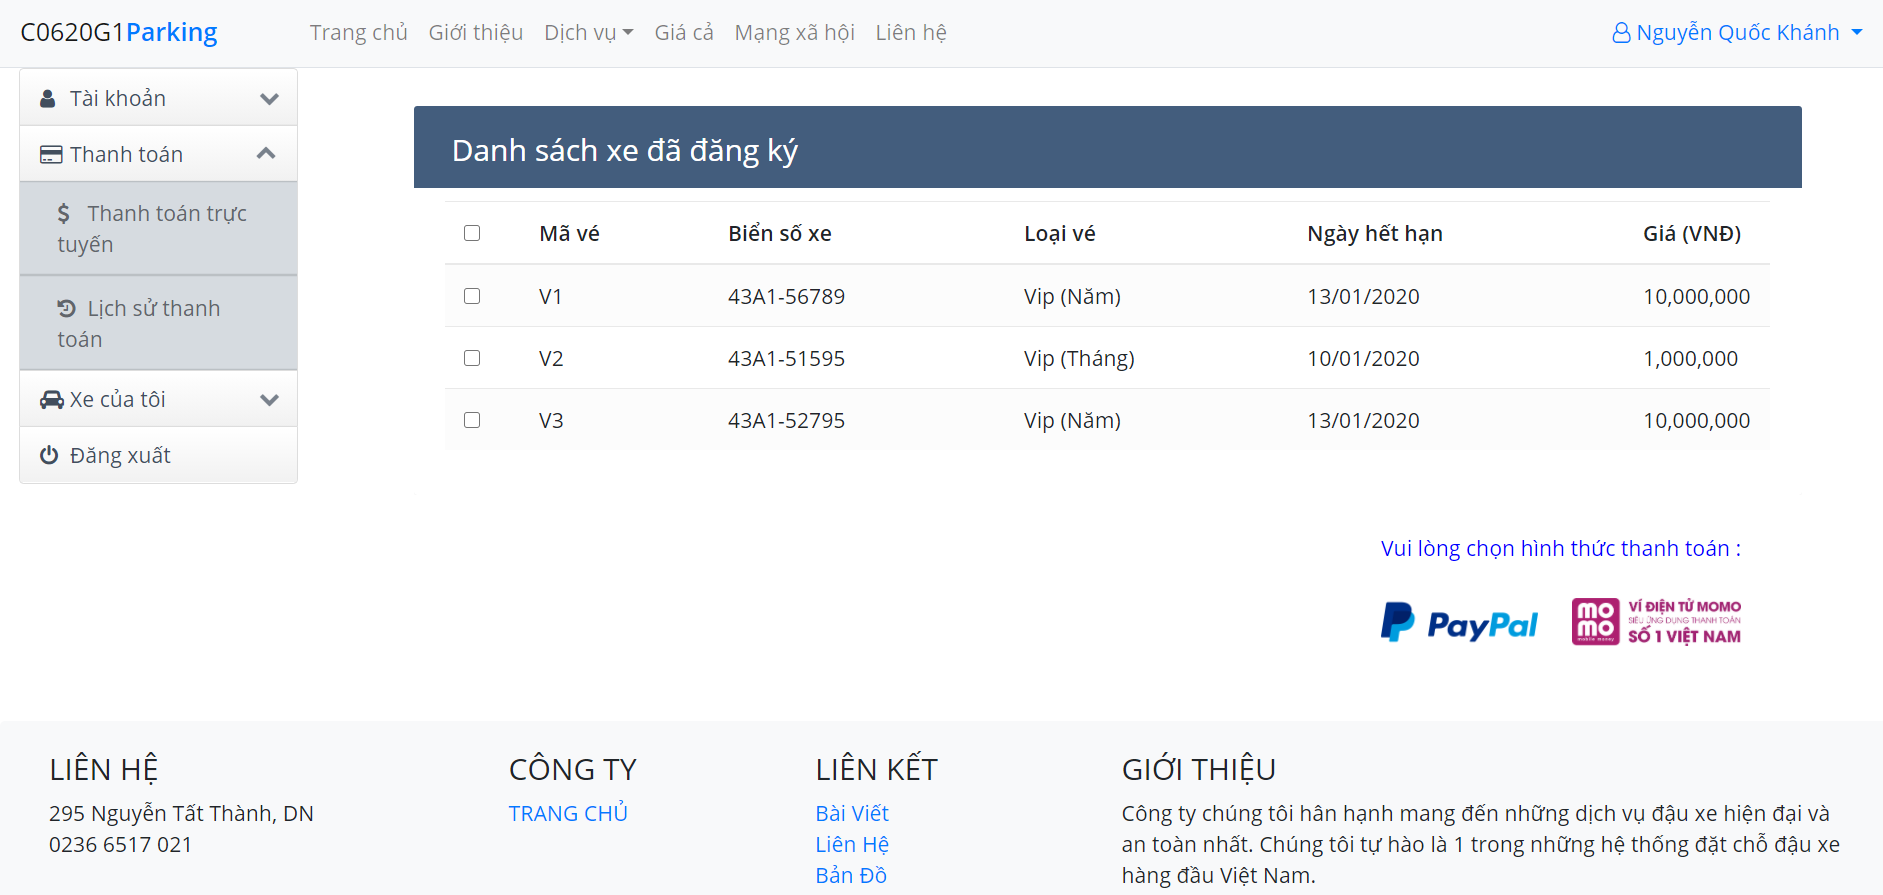 C0620G1Parking
Trang chủ Giới thiệu Dịch vụ Giá cả Mạng xã hội Liên hệ
Nguyễn Quốc Khánh
Tài khoản
Thanh toán
$ Thanh toán trực
tuyến
Lịch sử thanh
toán
Xe của tôi
Đăng xuất
Danh sách xe đã đăng ký
Mã vé Biển số xe Loại vé Ngày hết hạn Giá (VNĐ)
V1 43A1-56789 Vip (Năm) 13/01/2020 10,000,000
V2 43A1-51595 Vip (Tháng) 10/01/2020 1,000,000
V3 43A1-52795 Vip (Năm) 13/01/2020 10,000,000
Vui lòng chọn hình thức thanh toán :
PayPal
mo
mo
mobile money
VÍ ĐIỆN TỬ MOMO
SIÊU ỨNG DỤNG THANH TOÁN
SỐ 1 VIỆT NAM
LIÊN HỆ
295 Nguyễn Tất Thành, DN
0236 6517 021
CÔNG TY
TRANG CHỦ
LIÊN KẾT
Bài Viết
Liên Hệ
Bản Đồ
GIỚI THIỆU
Công ty chúng tôi hân hạnh mang đến những dịch vụ đậu xe hiện đại và
an toàn nhất. Chúng tôi tự hào là 1 trong những hệ thống đặt chỗ đậu xe
hàng đầu Việt Nam.